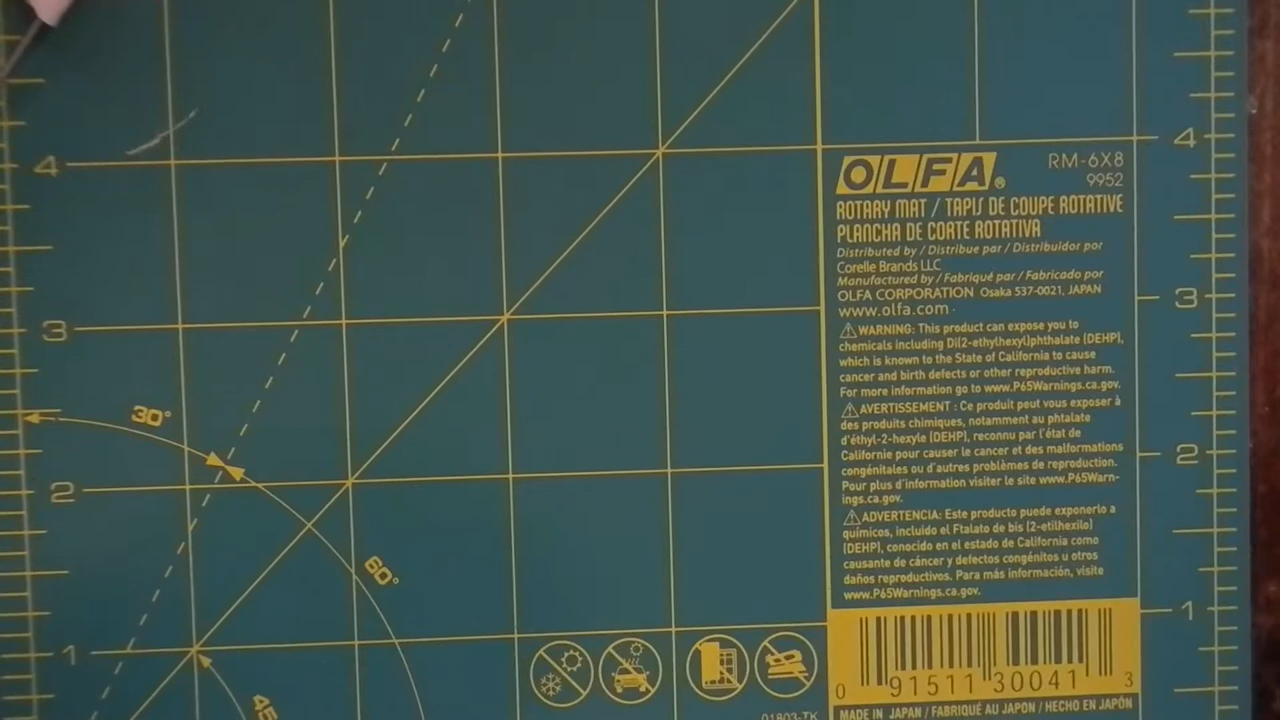 4
3
30°
2
60°
1
45
OLFA®
RM-6X8
9952
ROTARY MAT / TAPIS DE COUPE ROTATIVE
PLANCHA DE CORTE ROTATIVA
Distributed by / Distribue par / Distribuidor por
Corelle Brands LLC
Manufactured by / Fabriqué par / Fabricado por
OLFA CORPORATION Osaka 537-0021, JAPAN
www.olfa.com
⚠WARNING: This product can expose you to
chemicals including Di(2-ethylhexyl)phthalate (DEHP),
which is known to the State of California to cause
cancer and birth defects or other reproductive harm.
For more information go to www.P65Warnings.ca.gov.
⚠AVERTISSEMENT : Ce produit peut vous exposer à
des produits chimiques, notamment au phtalate
d'éthyl-2-hexyle (DEHP), reconnu par l'état de
Californie pour causer le cancer et des malformations
congénitales ou d'autres problèmes de reproduction.
Pour plus d'information visiter le site www.P65Warn-
ings.ca.gov.
⚠ADVERTENCIA: Este producto puede exponerlo a
químicos, incluido el Ftalato de bis (2-etilhexilo)
(DEHP), conocido en el estado de California como
causante de cáncer y defectos congénitos u otros
daños reproductivos. Para más información, visite
www.P65Warnings.ca.gov.
0 91511 30041 3
MADE IN JAPAN / FABRIQUÉ AU JAPON / HECHO EN JAPÓN
01803-TK
4
3
2
1